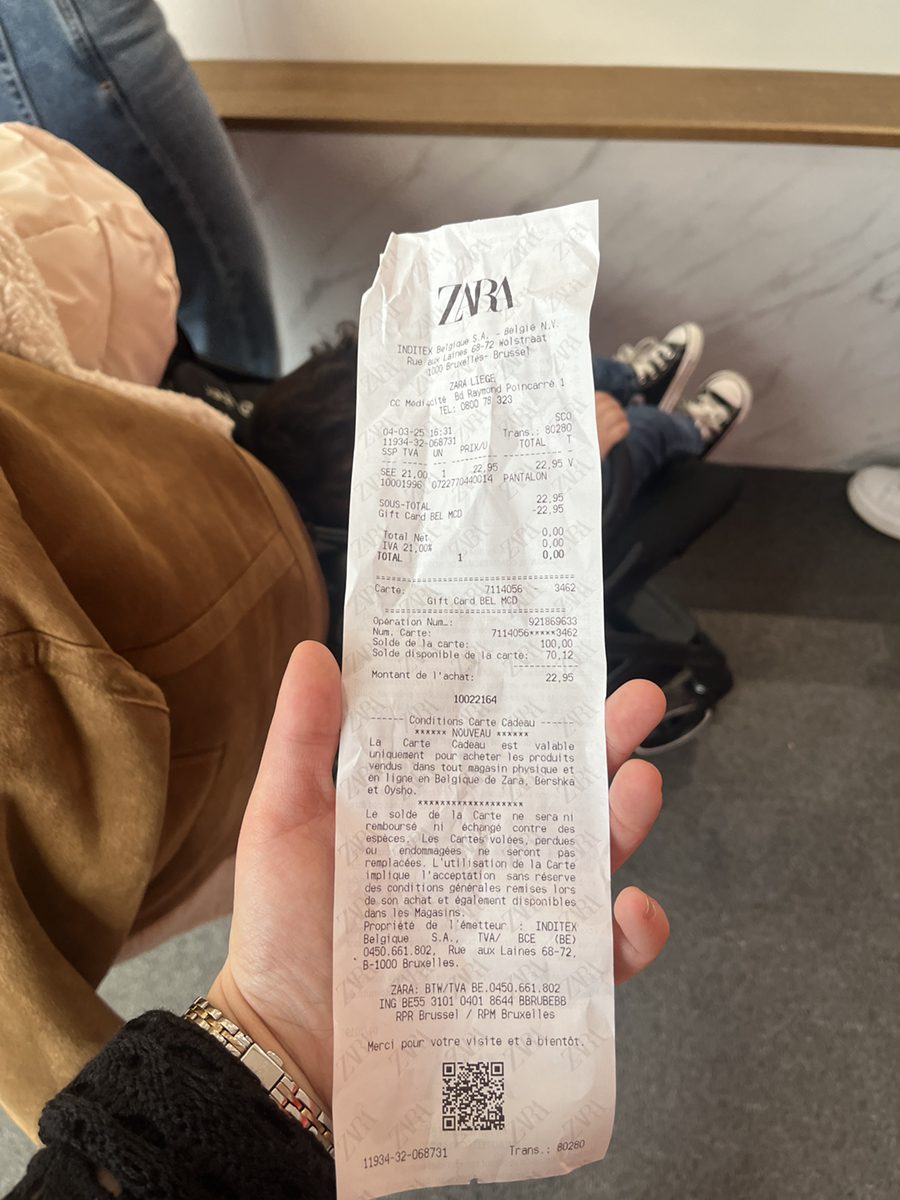 ZARA
INDITEX Belgique S.A. - België N.V.
Rue aux Laines 68-72 Wolstraat
1000 Bruxelles- Brussel
ZARA LIEGE
CC Médiacité Bd Raymond Poincarré 1
TEL: 0800 78 323
SCO
04-03-25 16:31 Trans.: 80280
11934-32-068731
SSP TVA UN PRIX/U TOTAL T
SEE 21,00 1 22,95 22,95 V
10001996 0722770440014 PANTALON
SOUS-TOTAL 22,95
Gift Card BEL MCD -22,95
Total Net 0,00
IVA 21,00% 0,00
TOTAL 1 0,00
Carte: 7114056 3462
Gift Card BEL MCD
Opération Num.: 921869633
Num. Carte: 7114056*****3462
Solde de la carte: 100,00
Solde disponible de la carte: 70,12
Montant de l'achat: 22,95
10022164
------ Conditions Carte Cadeau ------
****** NOUVEAU ******
La Carte Cadeau est valable
uniquement pour acheter les produits
vendus dans tout magasin physique et
en ligne en Belgique de Zara, Bershka
et Oysho.
*******************
Le solde de la Carte ne sera ni
remboursé ni échangé contre des
espèces. Les Cartes volées, perdues
ou endommagées ne seront pas
remplacées. L'utilisation de la Carte
implique l'acceptation sans réserve
des conditions générales remises lors
de son achat et également disponibles
dans les Magasins.
Propriété de l'émetteur : INDITEX
Belgique S.A., TVA/ BCE (BE)
0450.661.802, Rue aux Laines 68-72,
B-1000 Bruxelles.
ZARA: BTW/TVA BE.0450.661.802
ING BE55 3101 0401 8644 BBRUBEBB
RPR Brussel / RPM Bruxelles
Merci pour votre visite et à bientôt.
11934-32-068731 Trans.: 80280